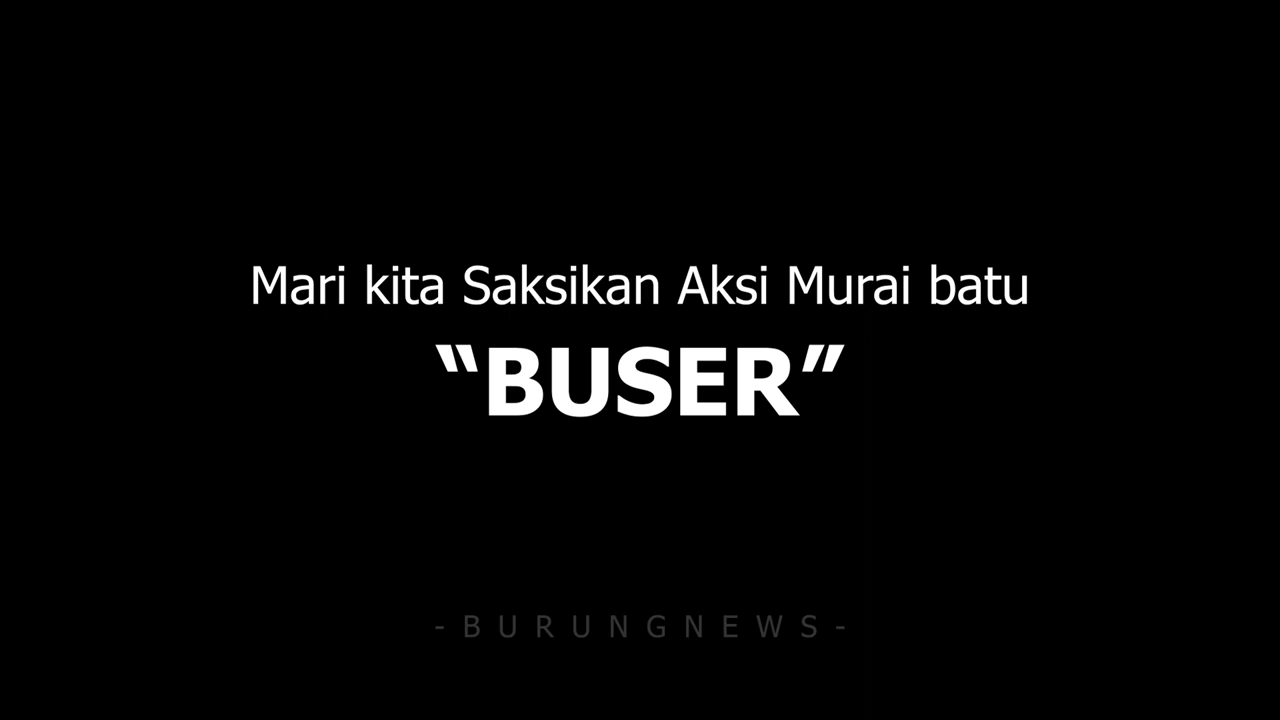 Mari kita Saksikan Aksi Murai batu
“BUSER”
- B U R U N G N E W S -